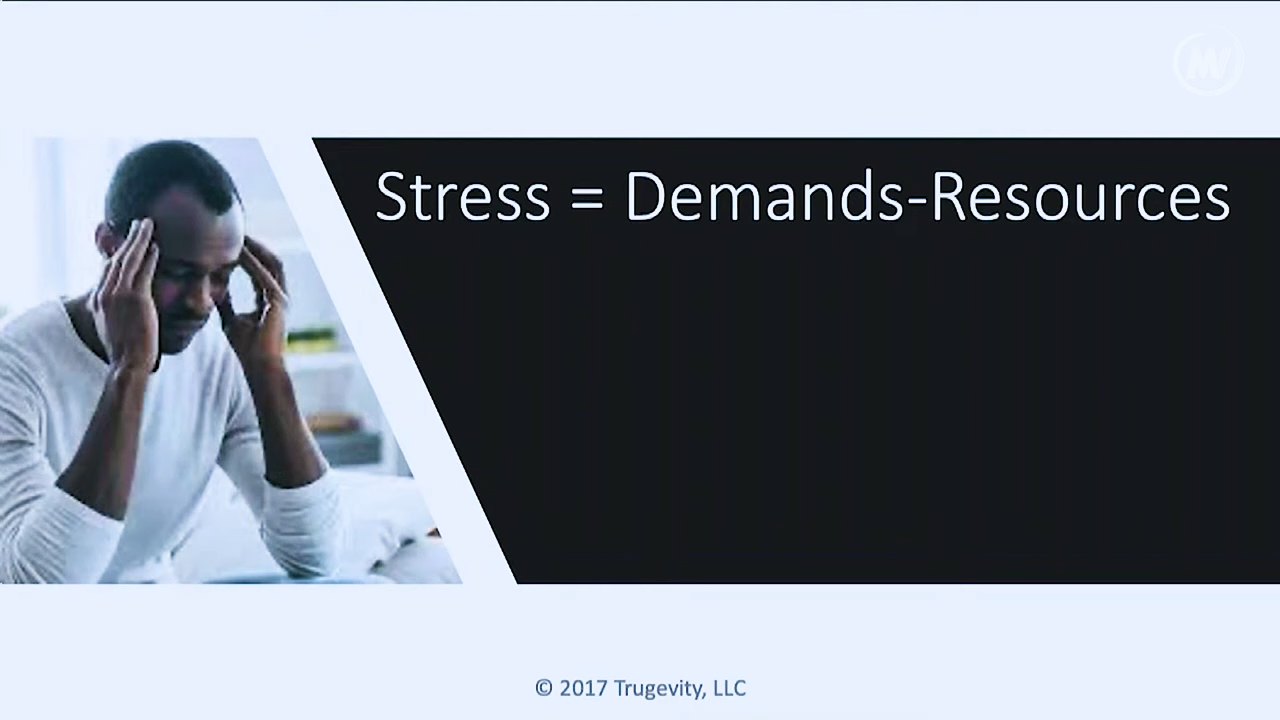 Stress = Demands-Resources
© 2017 Trugevity, LLC